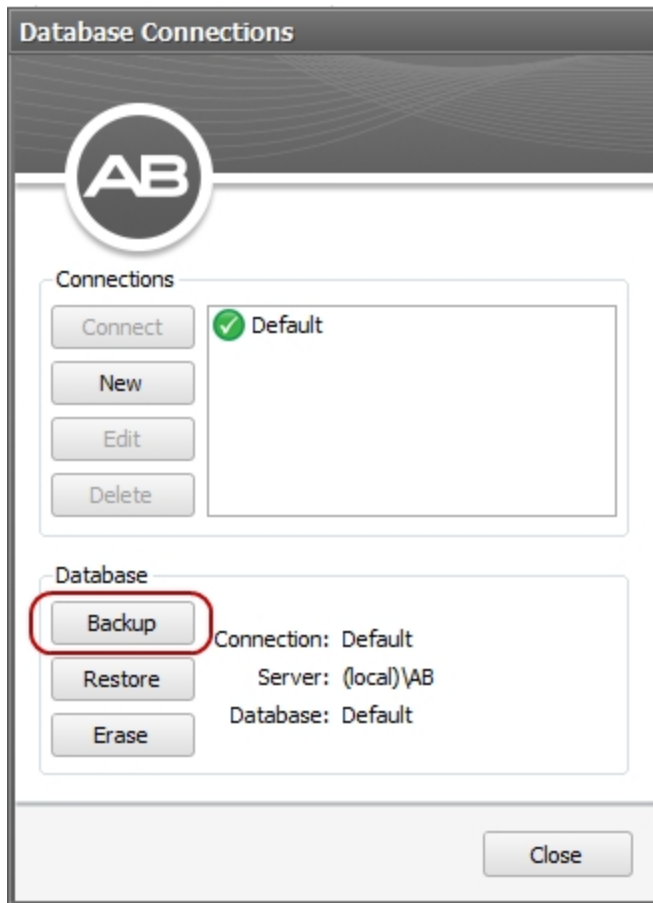 Database Connections
AB
Connections
Connect
Default
New
Edit
Delete
Database
Backup
Connection: Default
Restore
Server: (local)\AB
Database: Default
Erase
Close